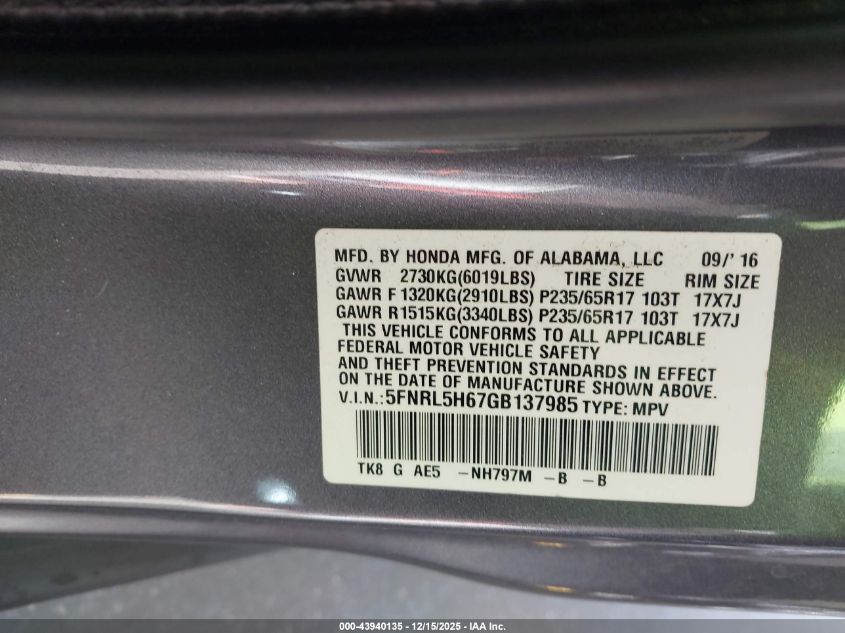 MFD. BY HONDA MFG. OF ALABAMA, LLC 09/' 16
GVWR 2730KG(6019LBS) TIRE SIZE RIM SIZE
GAWR F 1320KG(2910LBS) P235/65R17 103T 17X7J
GAWR R1515KG(3340LBS) P235/65R17 103T 17X7J
THIS VEHICLE CONFORMS TO ALL APPLICABLE
FEDERAL MOTOR VEHICLE SAFETY
AND THEFT PREVENTION STANDARDS IN EFFECT
ON THE DATE OF MANUFACTURE SHOWN ABOVE.
V.I.N.:5FNRL5H67GB137985 TYPE: MPV
TK8 G AE5 -NH797M -B -B
000-43940135 - 12/15/2025 - IAA Inc.